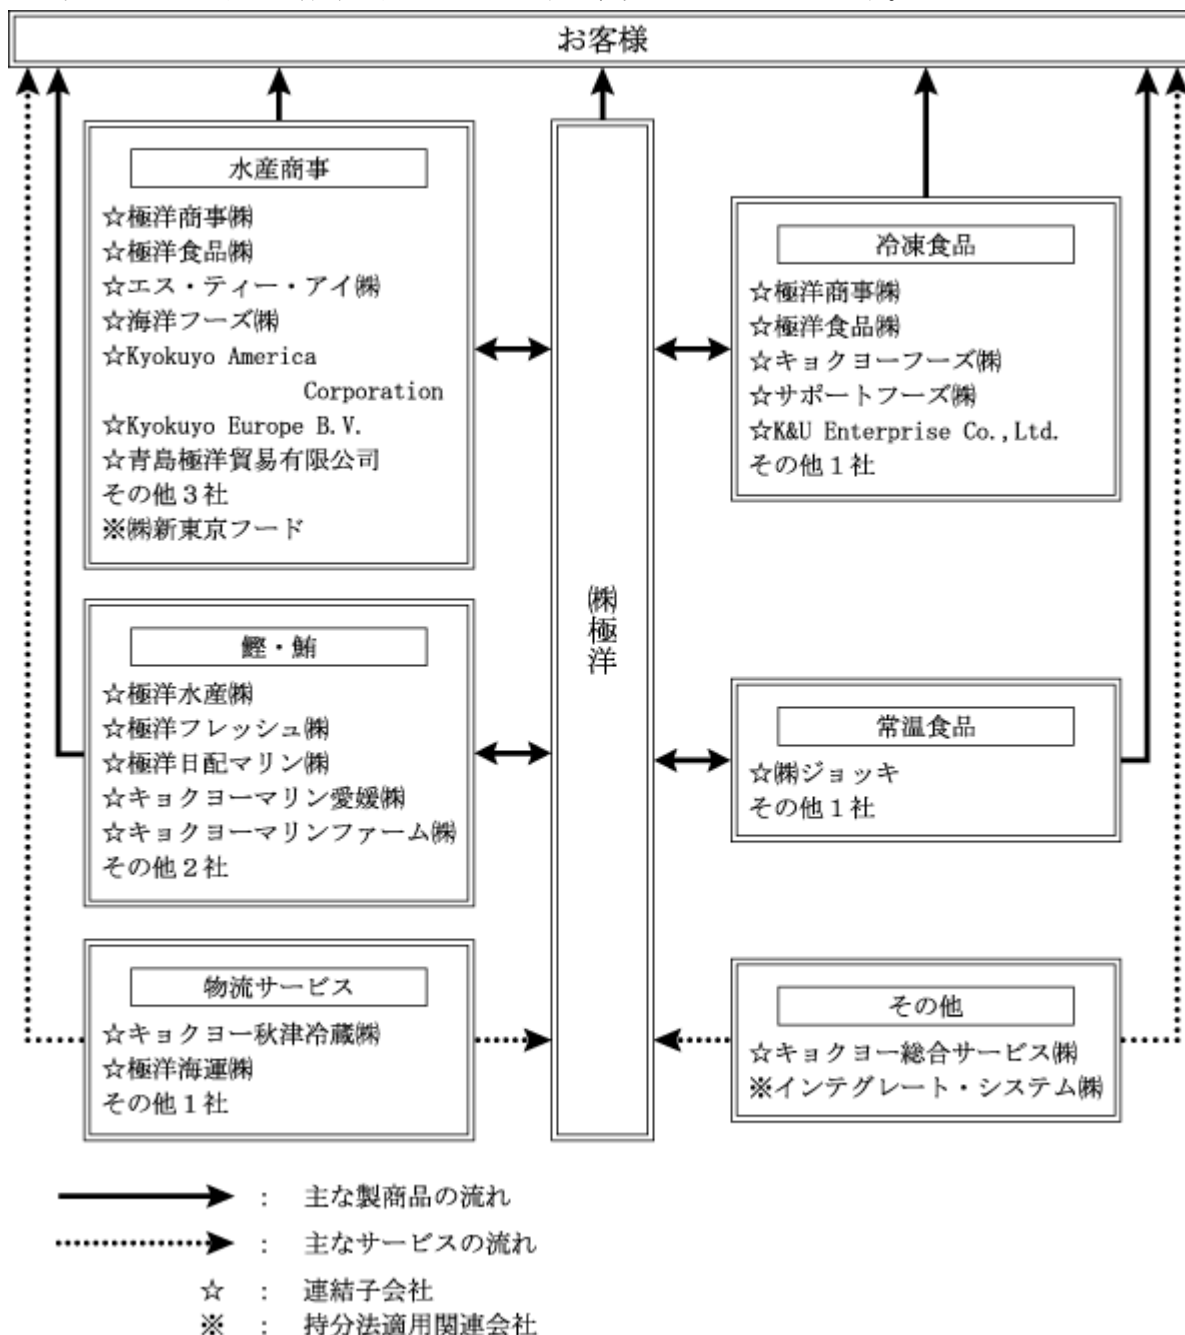 お客様
水産商事
☆極洋商事㈱
☆極洋食品㈱
☆エス・ティー・アイ㈱
☆海洋フーズ㈱
☆Kyokuyo America
Corporation
☆Kyokuyo Europe B.V.
☆青島極洋貿易有限公司
その他３社
※㈱新東京フード
鰹・鮪
☆極洋水産㈱
☆極洋フレッシュ㈱
☆極洋日配マリン㈱
☆キョクヨーマリン愛媛㈱
☆キョクヨーマリンファーム㈱
その他２社
物流サービス
☆キョクヨー秋津冷蔵㈱
☆極洋海運㈱
その他１社
㈱極洋
冷凍食品
☆極洋商事㈱
☆極洋食品㈱
☆キョクヨーフーズ㈱
☆サポートフーズ㈱
☆K&U Enterprise Co.,Ltd.
その他１社
常温食品
☆㈱ジョッキ
その他１社
その他
☆キョクヨー総合サービス㈱
※インテグレート・システム㈱
： 主な製商品の流れ
： 主なサービスの流れ
☆ ： 連結子会社
※ ： 持分法適用関連会社